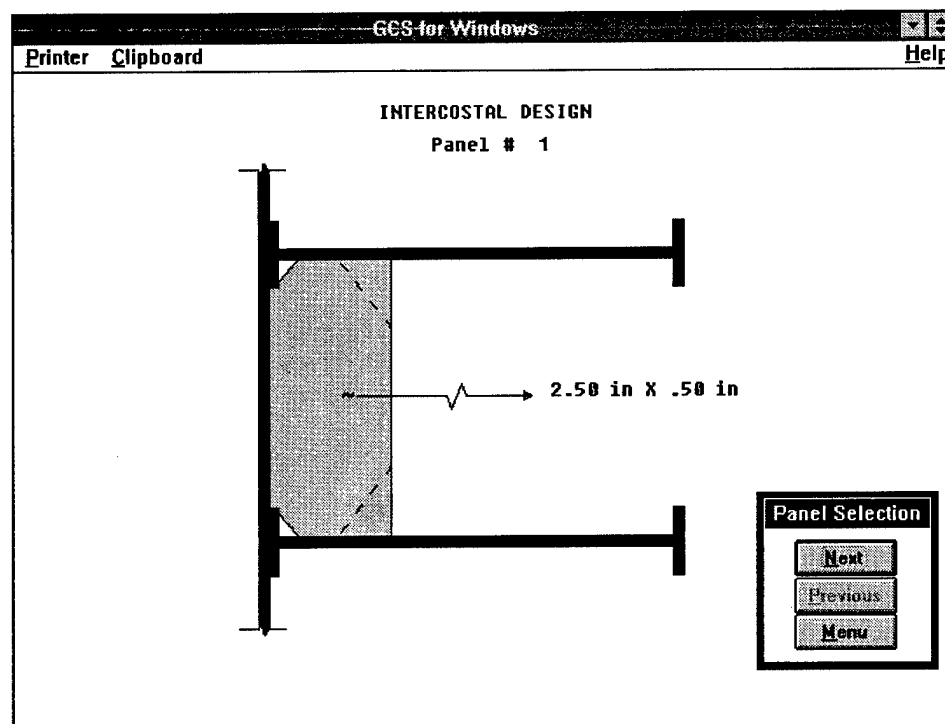 GCS for Windows
Printer Clipboard Help
INTERCOSTAL DESIGN
Panel # 1
2.50 in X .50 in
Panel Selection
Next
Previous
Menu